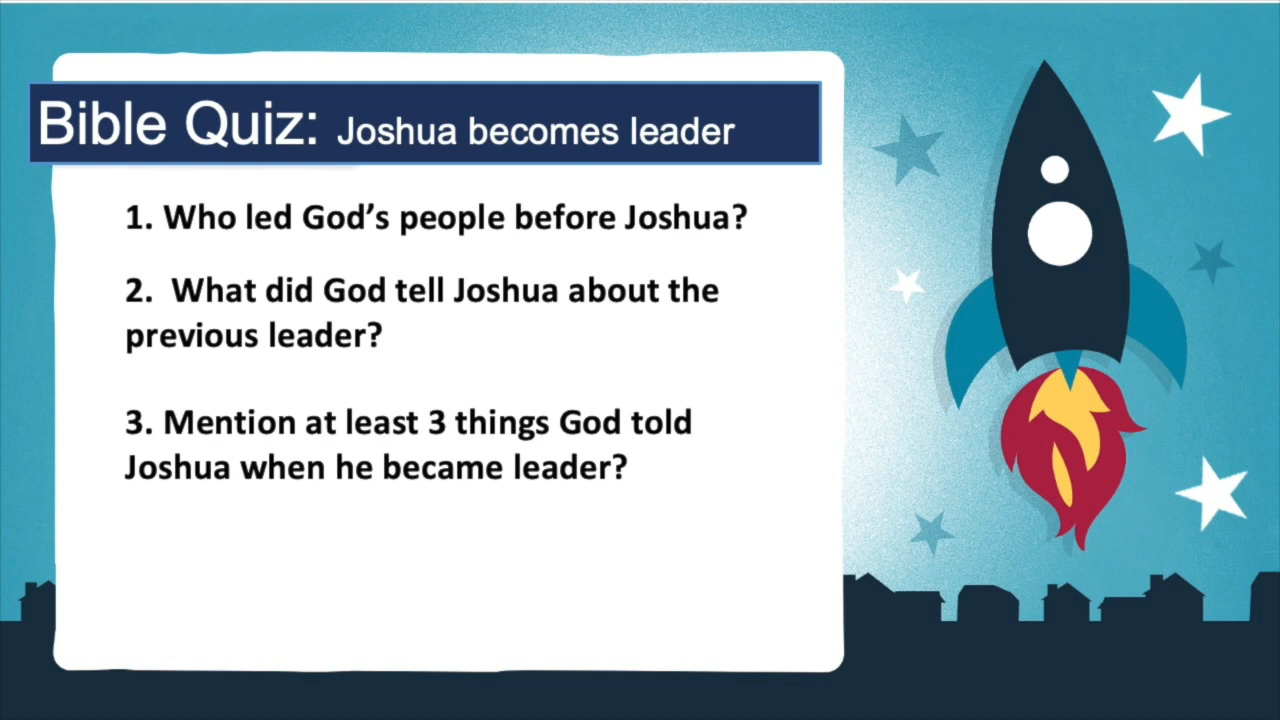 Bible Quiz: Joshua becomes leader
1. Who led God’s people before Joshua?
2.  What did God tell Joshua about the
previous leader?
3. Mention at least 3 things God told
Joshua when he became leader?